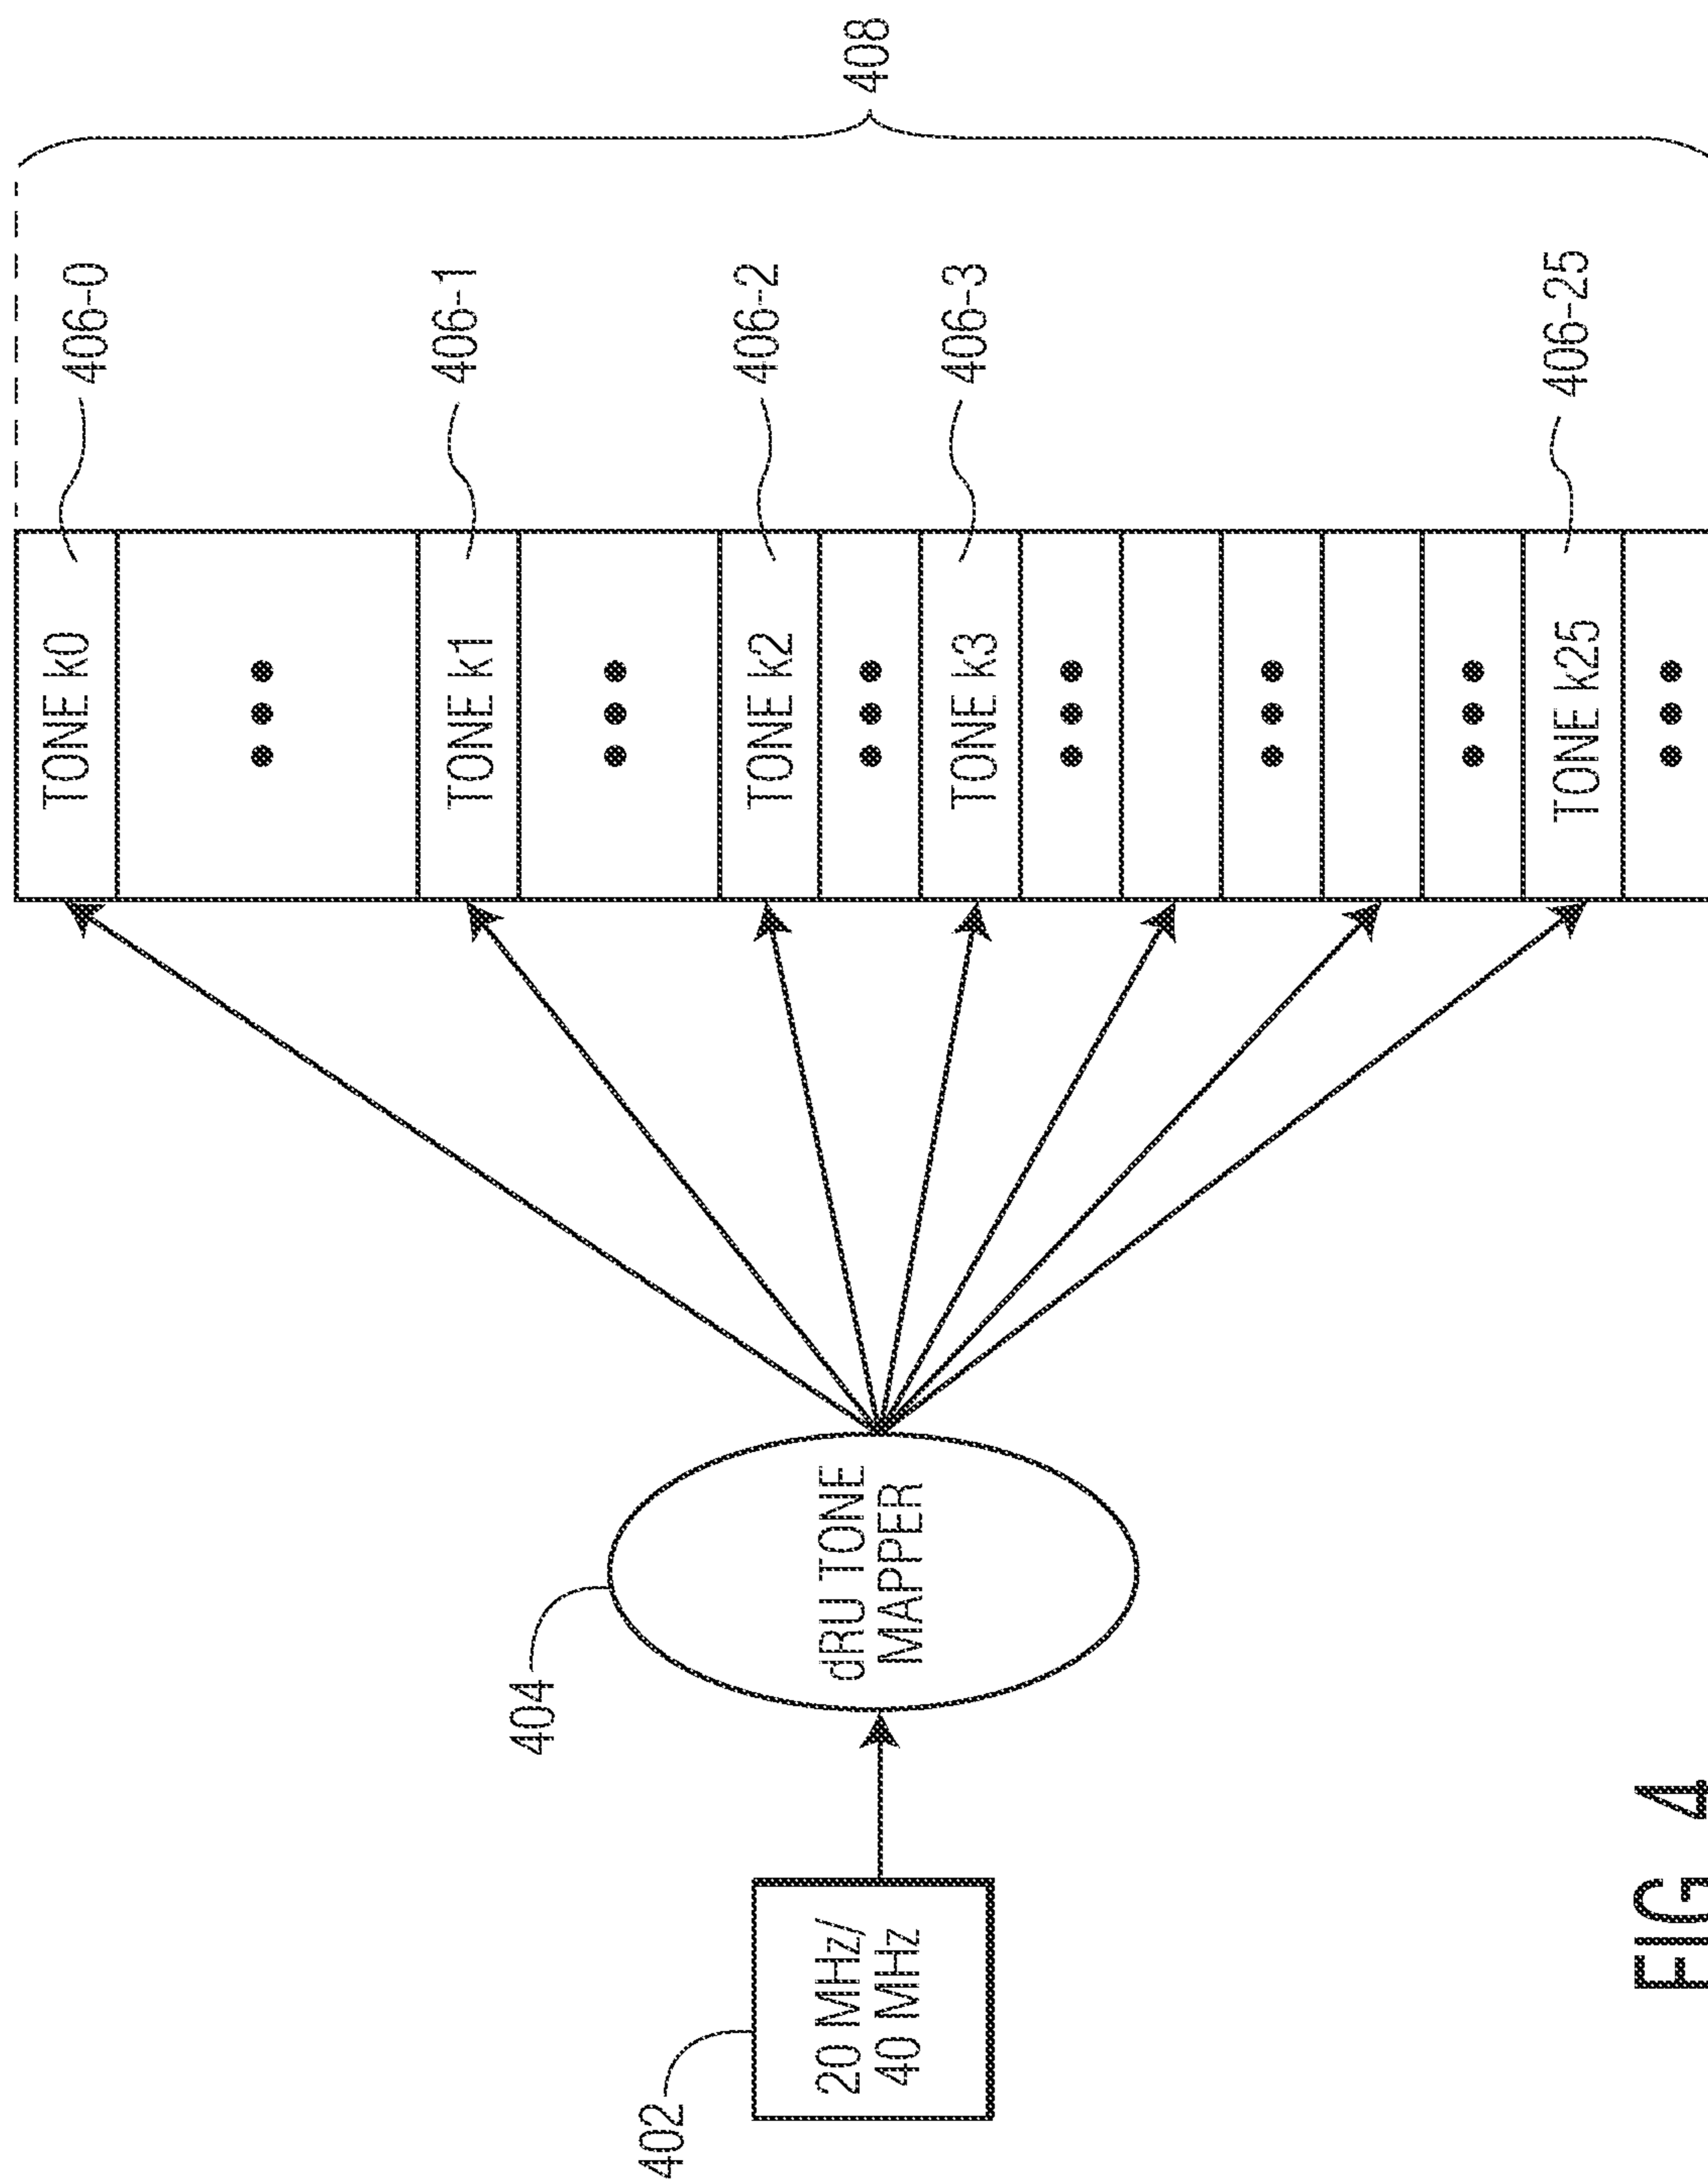 402
20 MHz/
40 MHz
404
dRU TONE
MAPPER
TONE k0
406-0
TONE k1
406-1
TONE k2
406-2
TONE k3
406-3
TONE k25
406-25
408
FIG 4